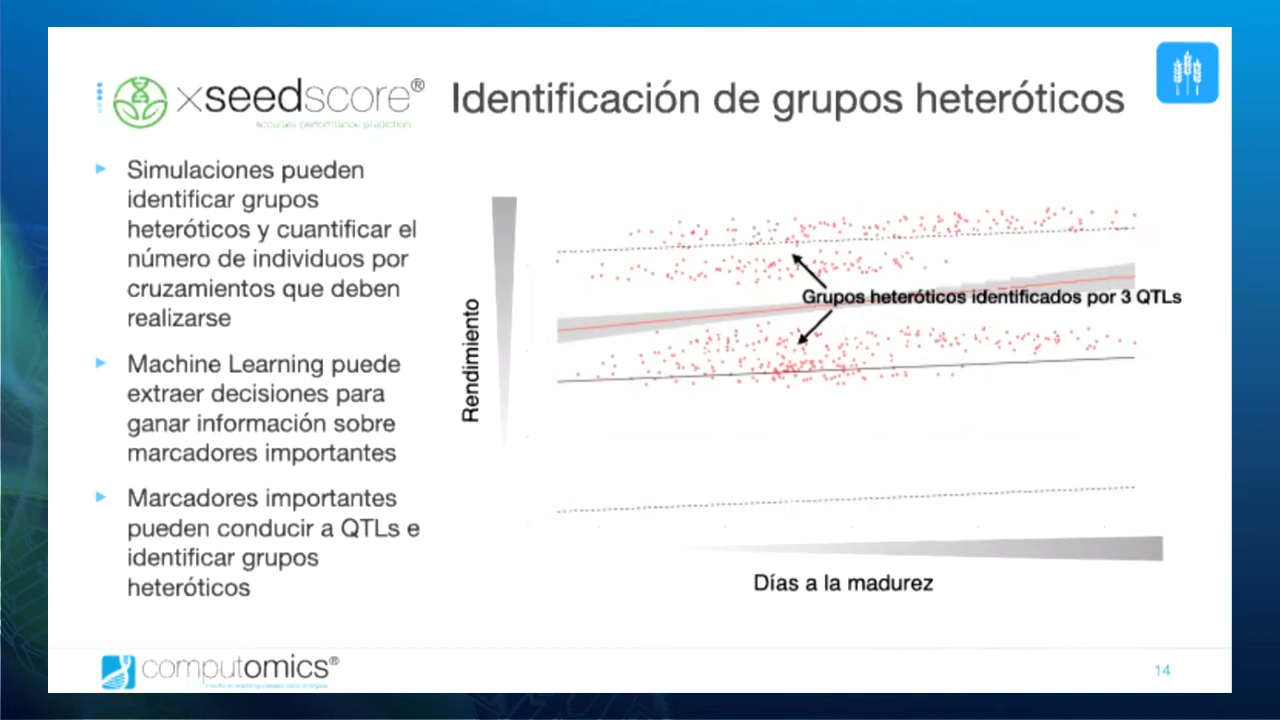 xseedscore®
accurate performance prediction
Identificación de grupos heteróticos
Simulaciones pueden
identificar grupos
heteróticos y cuantificar el
número de individuos por
cruzamientos que deben
realizarse
Machine Learning puede
extraer decisiones para
ganar información sobre
marcadores importantes
Marcadores importantes
pueden conducir a QTLs e
identificar grupos
heteróticos
Rendimiento
Grupos heteróticos identificados por 3 QTLs
Días a la madurez
computomics®
14